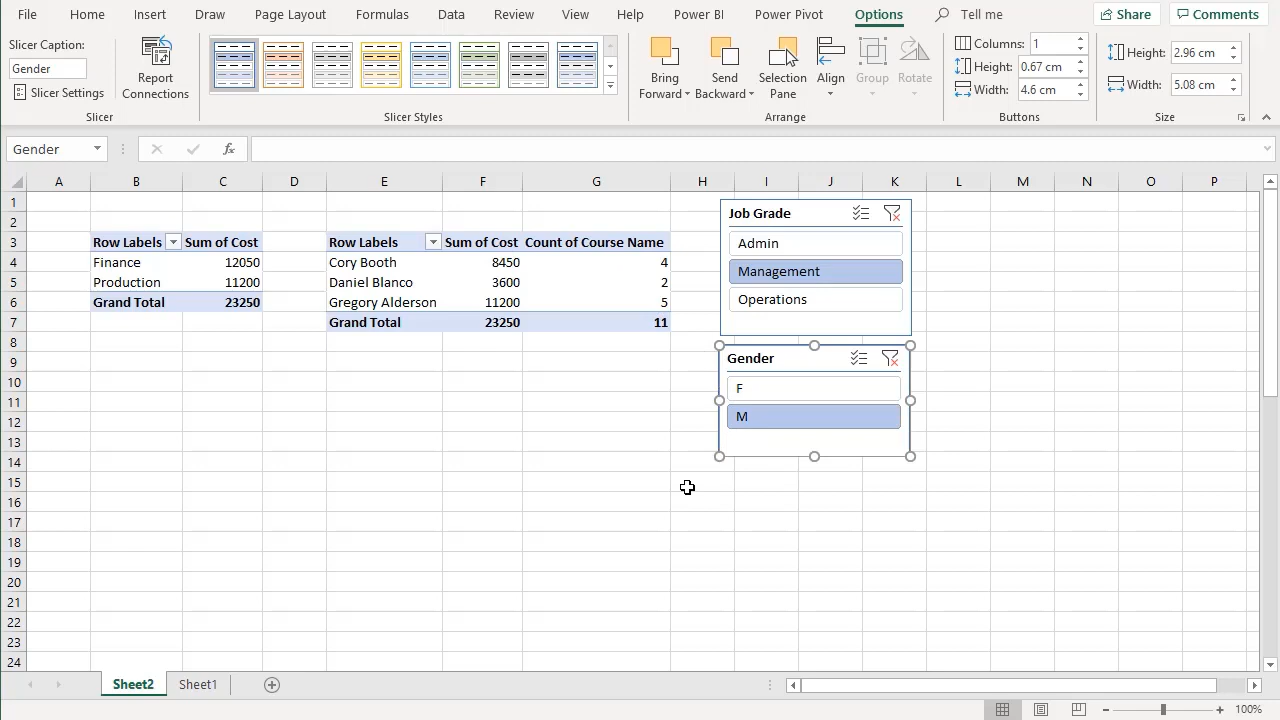 File Home Insert Draw Page Layout Formulas Data Review View Help Power BI Power Pivot Options Tell me Share Comments
Slicer Caption:
Gender
Slicer Settings
Report
Connections
Bring
Forward
Send
Backward
Selection
Pane
Align
Group
Rotate
Columns: 1
Height: 0.67 cm
Width: 4.6 cm
Height: 2.96 cm
Width: 5.08 cm
Slicer Slicer Styles Arrange Buttons Size
Gender fx
A B C D E F G H I J K L M N O P
1
2
3 Row Labels Sum of Cost Row Labels Sum of Cost Count of Course Name
4 Finance 12050 Cory Booth 8450 4
5 Production 11200 Daniel Blanco 3600 2
6 Grand Total 23250 Gregory Alderson 11200 5
7 Grand Total 23250 11
8
9
10
11
12
13
14
15
16
17
18
19
20
21
22
23
24
Job Grade
Admin
Management
Operations
Gender
F
M
Sheet2 Sheet1
100%